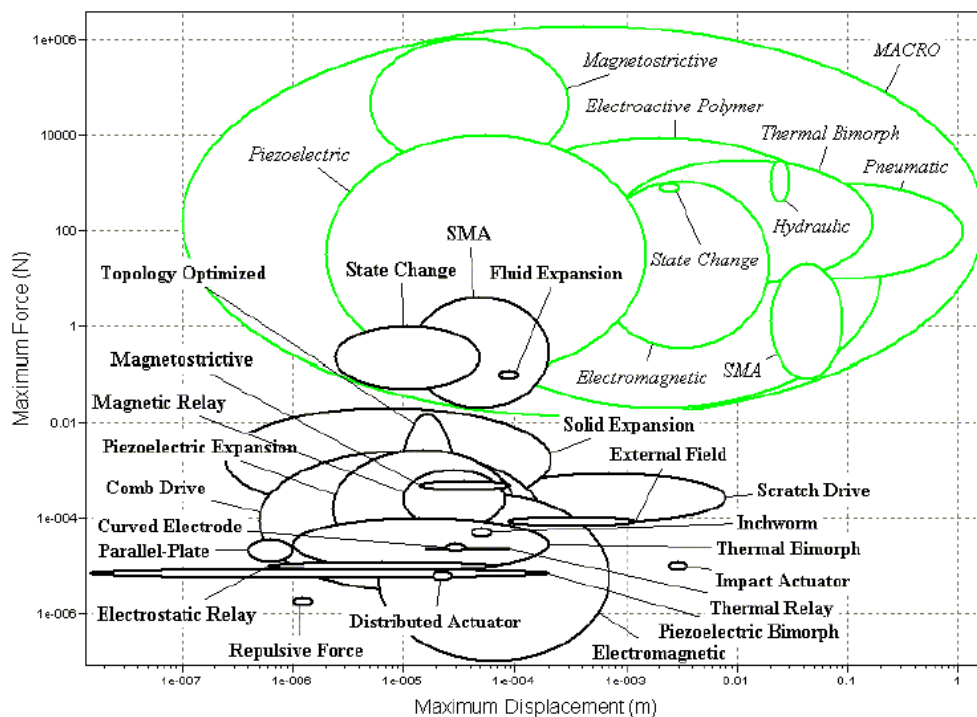 1e+006
MACRO
Magnetostrictive
Electroactive Polymer
10000
Piezoelectric
Thermal Bimorph
Pneumatic
Maximum Force (N)
100
SMA
Hydraulic
State Change
Fluid Expansion
State Change
Topology Optimized
1
Magnetostrictive
Electromagnetic
SMA
Magnetic Relay
0.01
Solid Expansion
Piezoelectric Expansion
External Field
Comb Drive
Scratch Drive
1e-004
Curved Electrode
Inchworm
Parallel-Plate
Thermal Bimorph
Impact Actuator
1e-006
Electrostatic Relay
Distributed Actuator
Thermal Relay
Piezoelectric Bimorph
Repulsive Force
Electromagnetic
1e-007
1e-005
1e-003
0.01
0.1
1
Maximum Displacement (m)